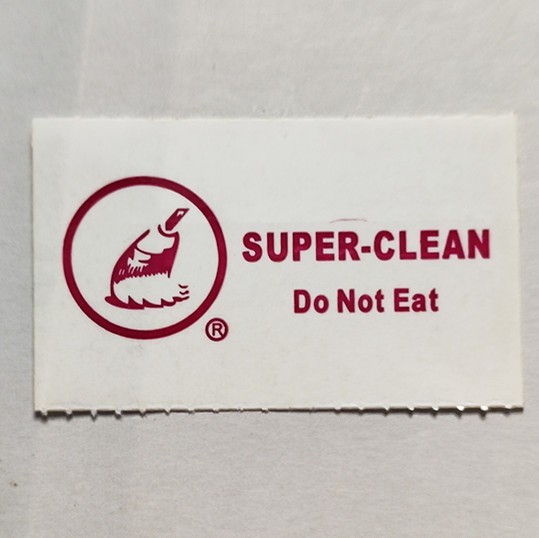 SUPER-CLEAN
Do Not Eat
®